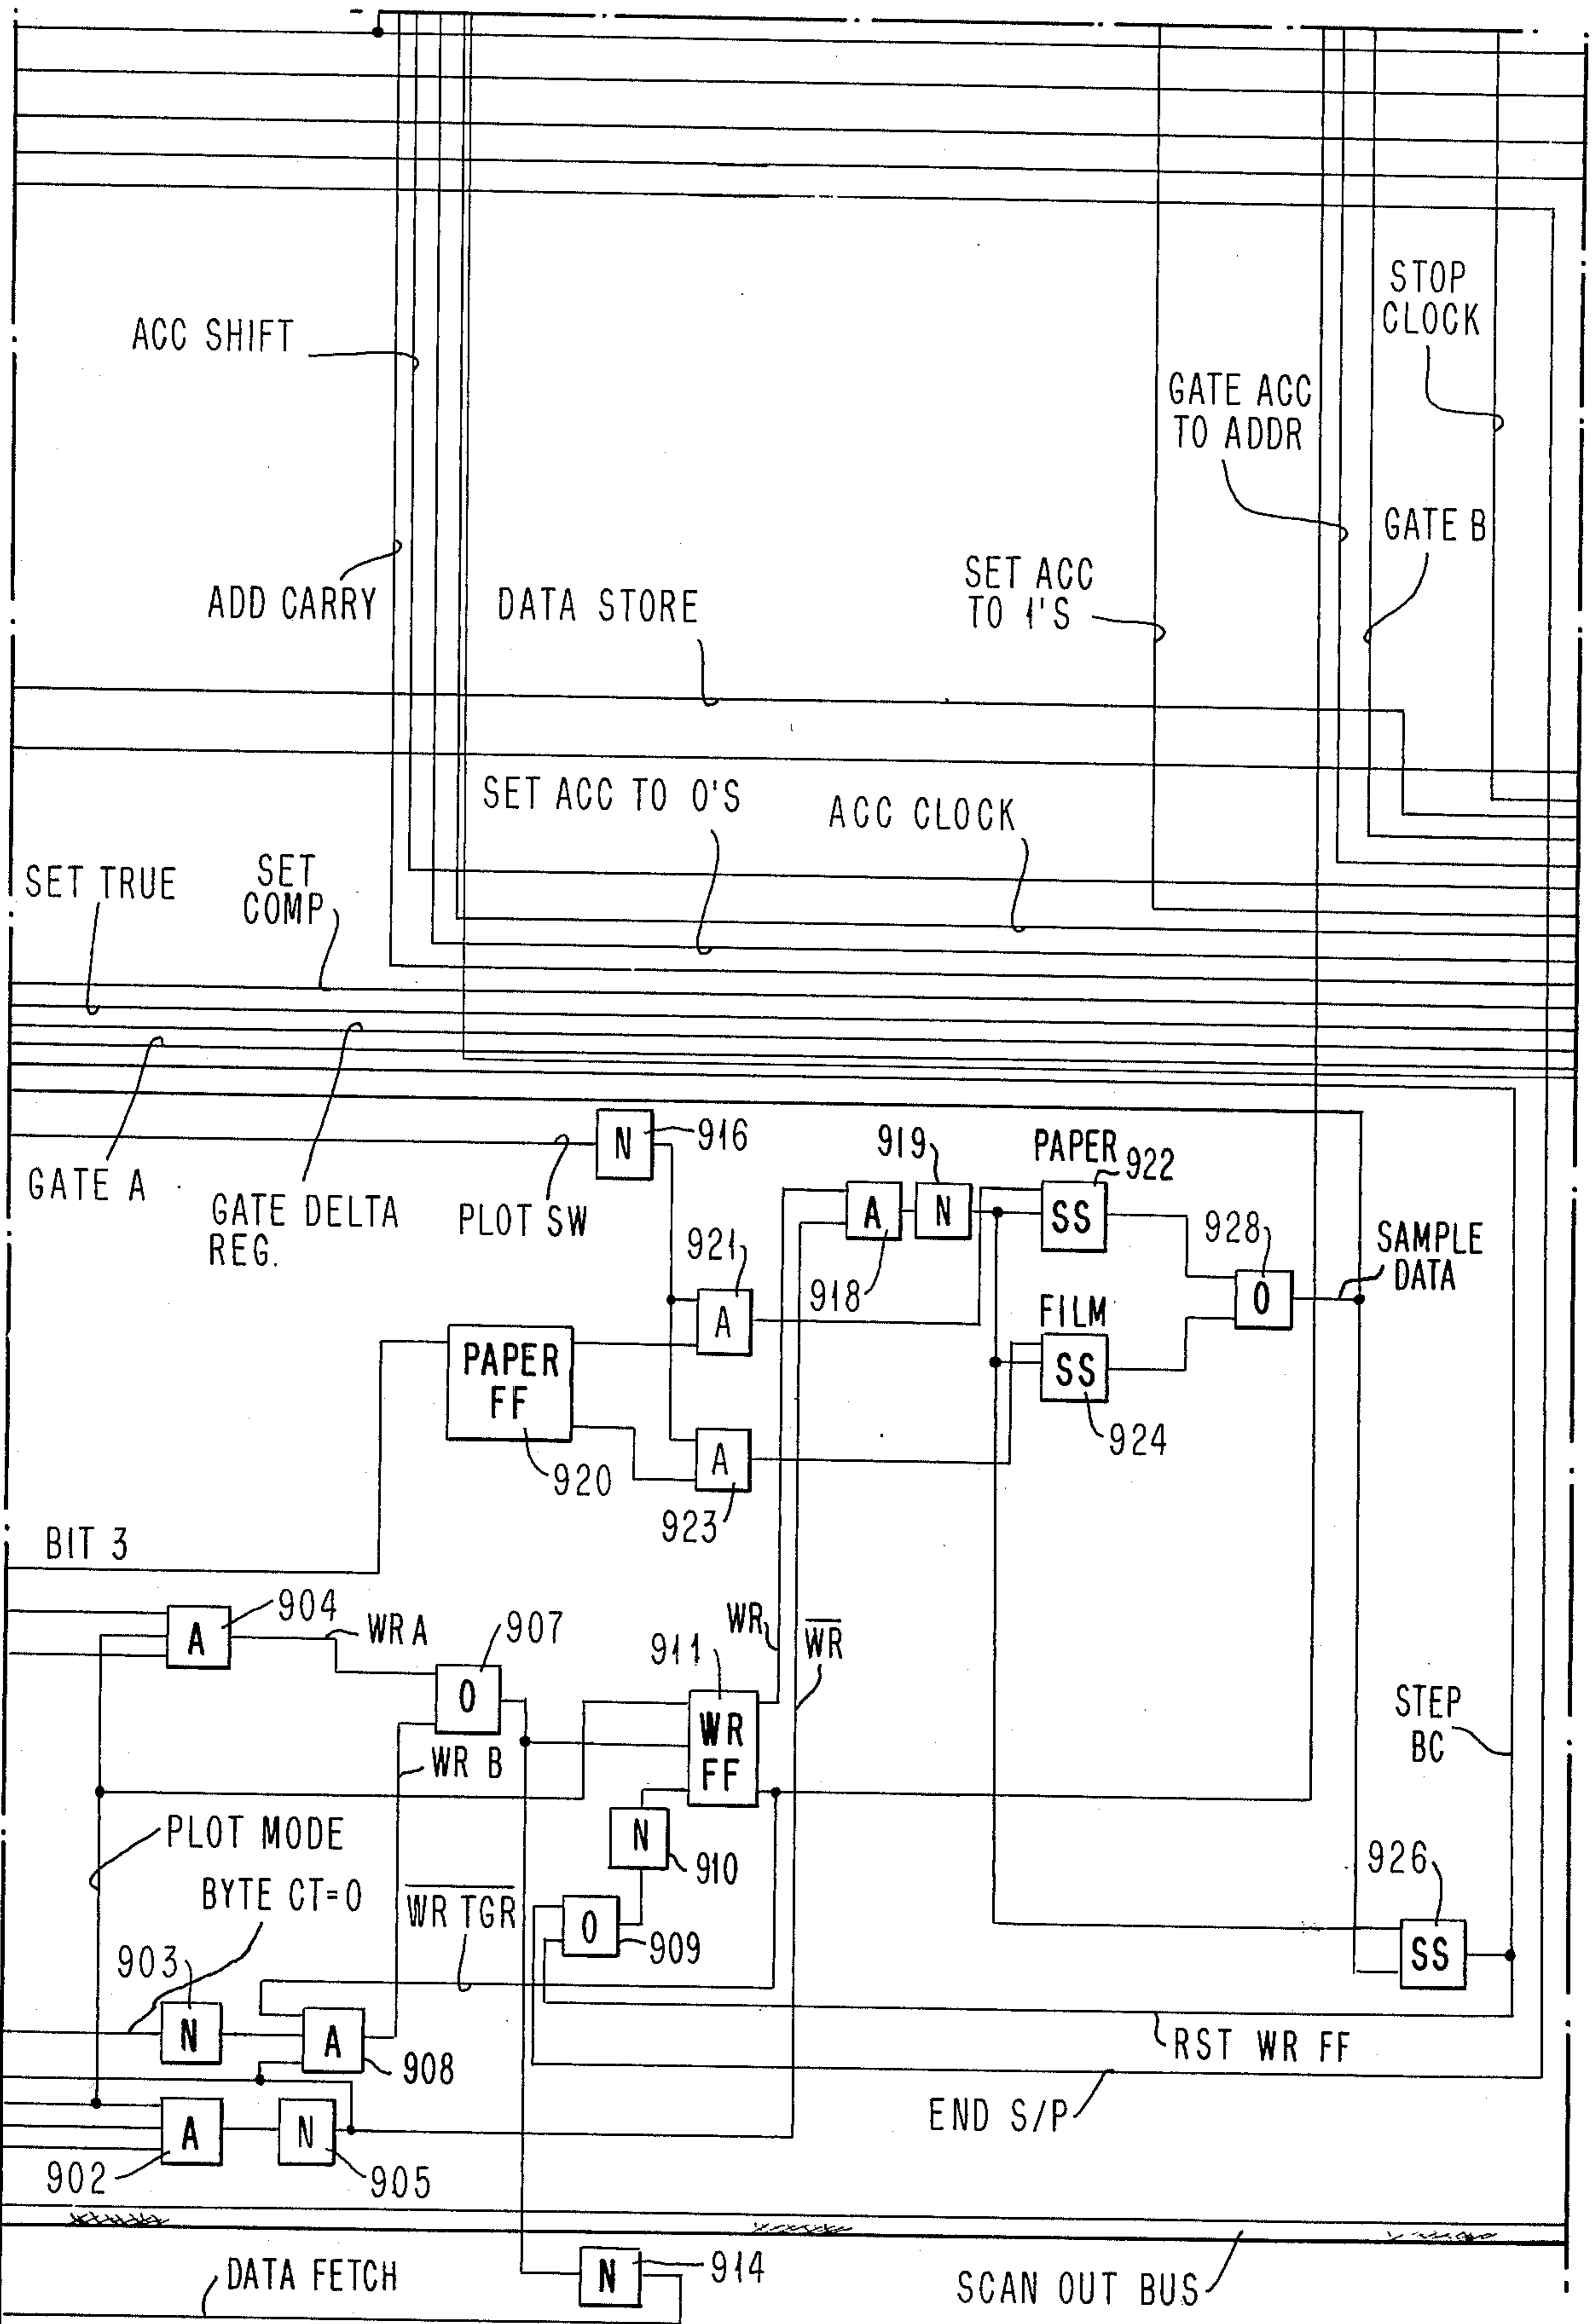 STOP
CLOCK
ACC SHIFT
GATE ACC
TO ADDR
GATE B
SET ACC
TO 1'S
ADD CARRY
DATA STORE
SET ACC TO 0'S
ACC CLOCK
SET TRUE
SET
COMP
916
919
PAPER
922
N
GATE A
GATE DELTA
REG.
PLOT SW
A
N
SS
928
SAMPLE
DATA
921
918
O
A
FILM
PAPER
FF
SS
924
920
A
923
BIT 3
904
A
WR A
907
WR
WR
911
O
WR
FF
STEP
BC
WR B
PLOT MODE
N
910
926
BYTE CT=0
WR TGR
O
909
SS
903
N
A
908
RST WR FF
END S/P
A
N
902
905
914
N
DATA FETCH
SCAN OUT BUS